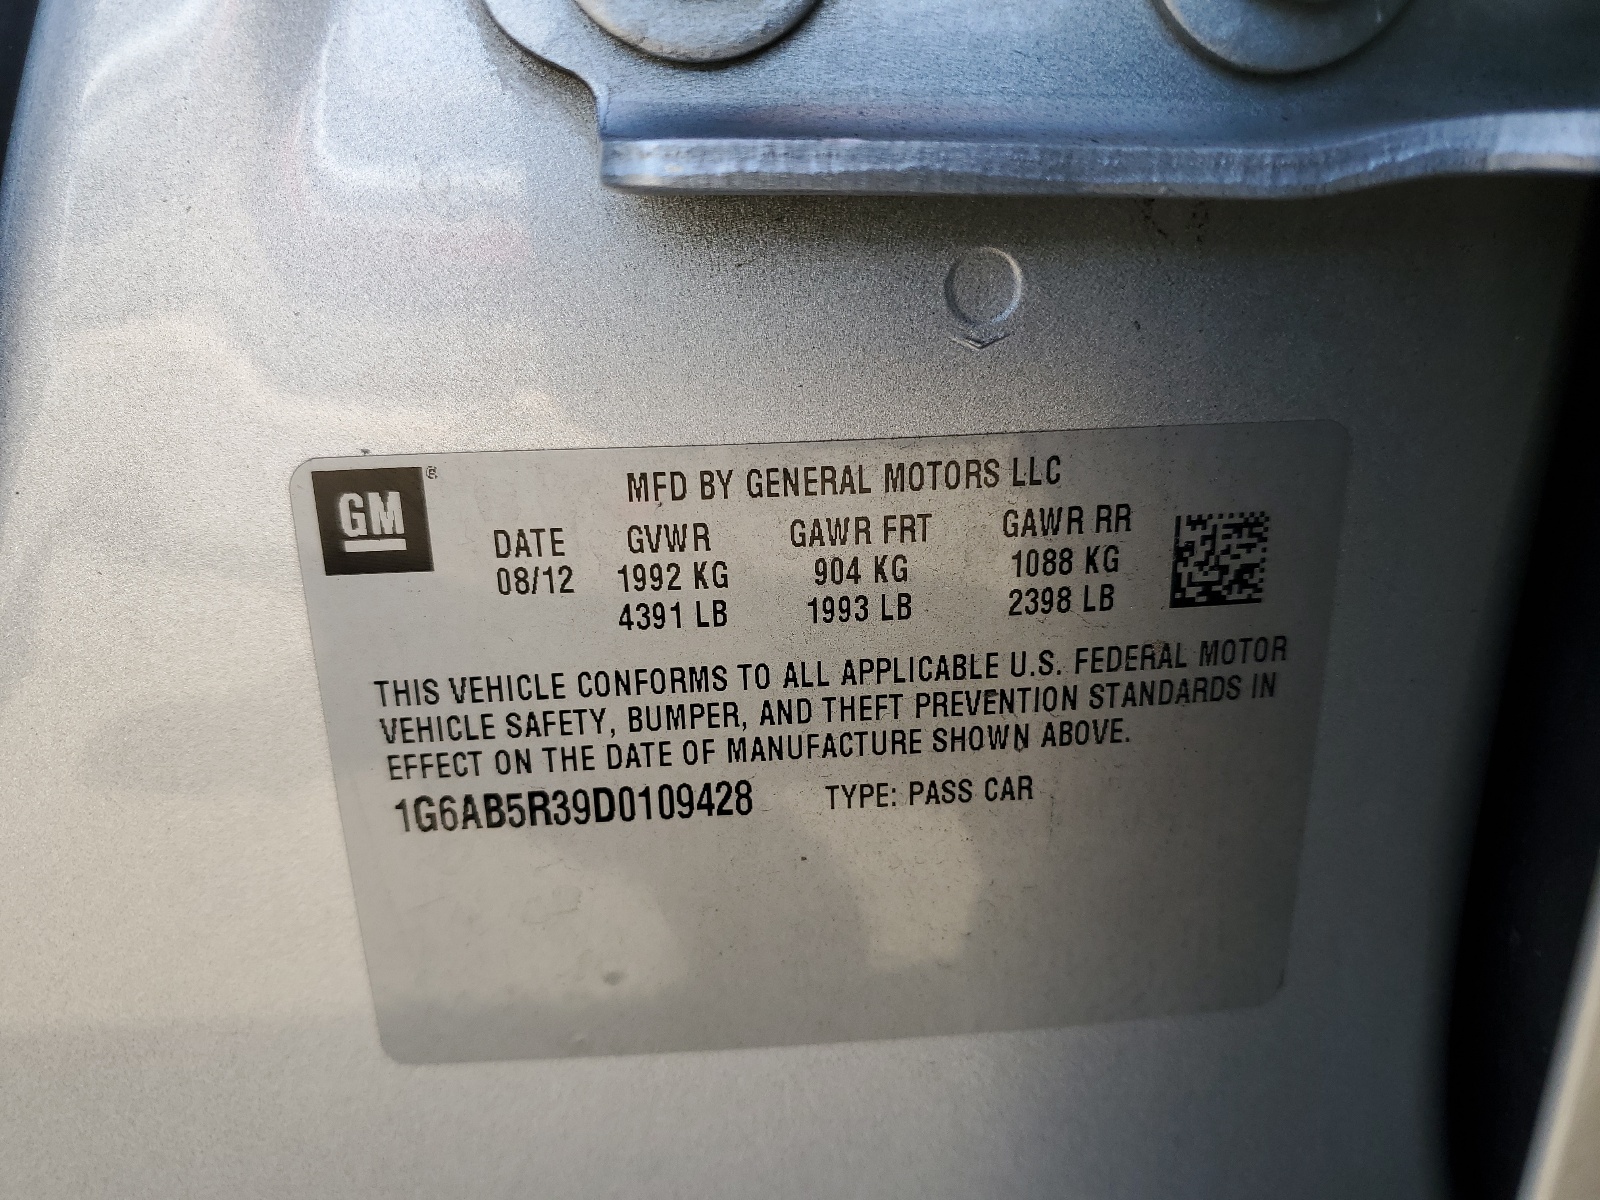 GM ®
MFD BY GENERAL MOTORS LLC
DATE GVWR GAWR FRT GAWR RR
08/12 1992 KG 904 KG 1088 KG
4391 LB 1993 LB 2398 LB
THIS VEHICLE CONFORMS TO ALL APPLICABLE U.S. FEDERAL MOTOR
VEHICLE SAFETY, BUMPER, AND THEFT PREVENTION STANDARDS IN
EFFECT ON THE DATE OF MANUFACTURE SHOWN ABOVE.
1G6AB5R39D0109428 TYPE: PASS CAR